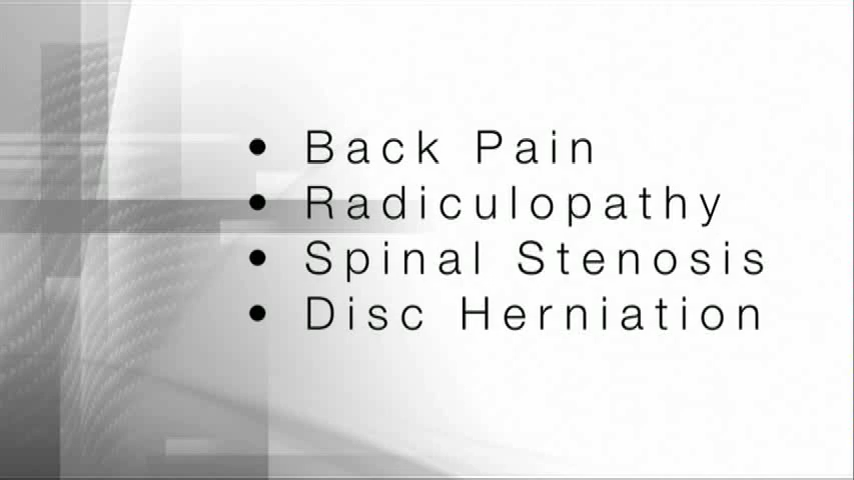 • Back Pain
• Radiculopathy
• Spinal Stenosis
• Disc Herniation